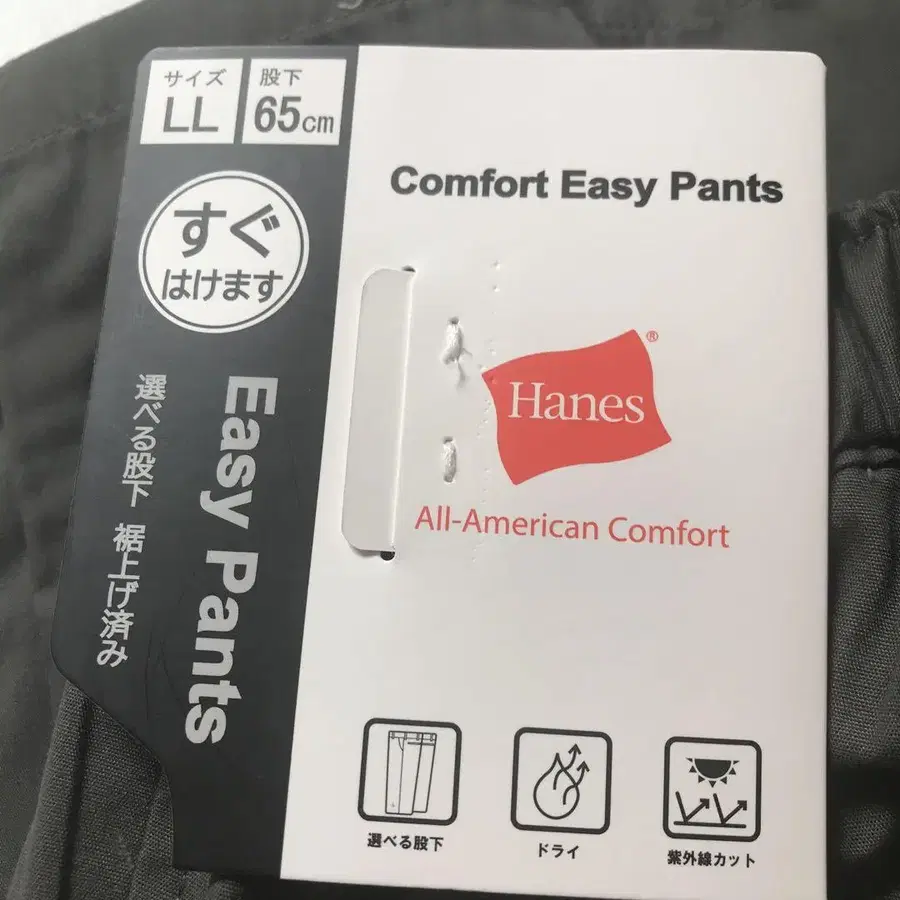 サイズ
LL
股下
65cm
すぐ
はけます
選べる股下 裾上げ済み
Easy Pants
Comfort Easy Pants
Hanes®
All-American Comfort
選べる股下
ドライ
紫外線カット